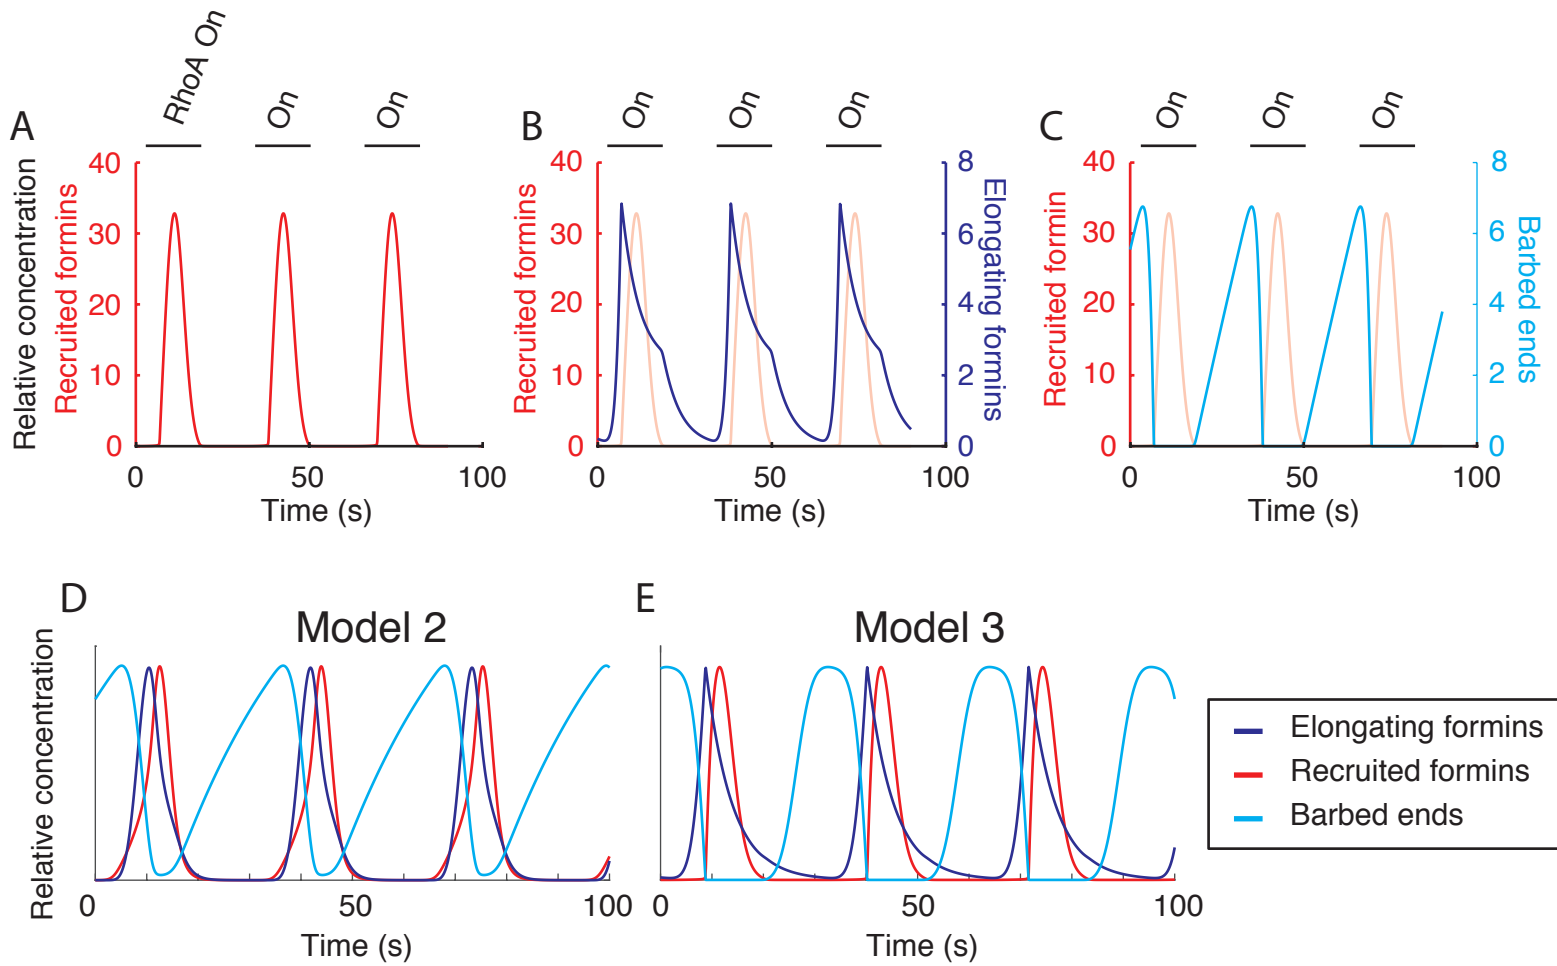 A
RhoA On
On
On
Relative concentration
Recruited formins
40
30
20
10
0
0
50
100
Time (s)
B
On
On
On
Recruited formins
40
30
20
10
0
8
6
4
2
0
Elongating formins
0
50
100
Time (s)
C
On
On
On
Recruited formin
40
30
20
10
0
8
6
4
2
0
Barbed ends
0
50
100
Time (s)
D
Model 2
Relative concentration
0
50
100
Time (s)
E
Model 3
0
50
100
Time (s)
Elongating formins
Recruited formins
Barbed ends